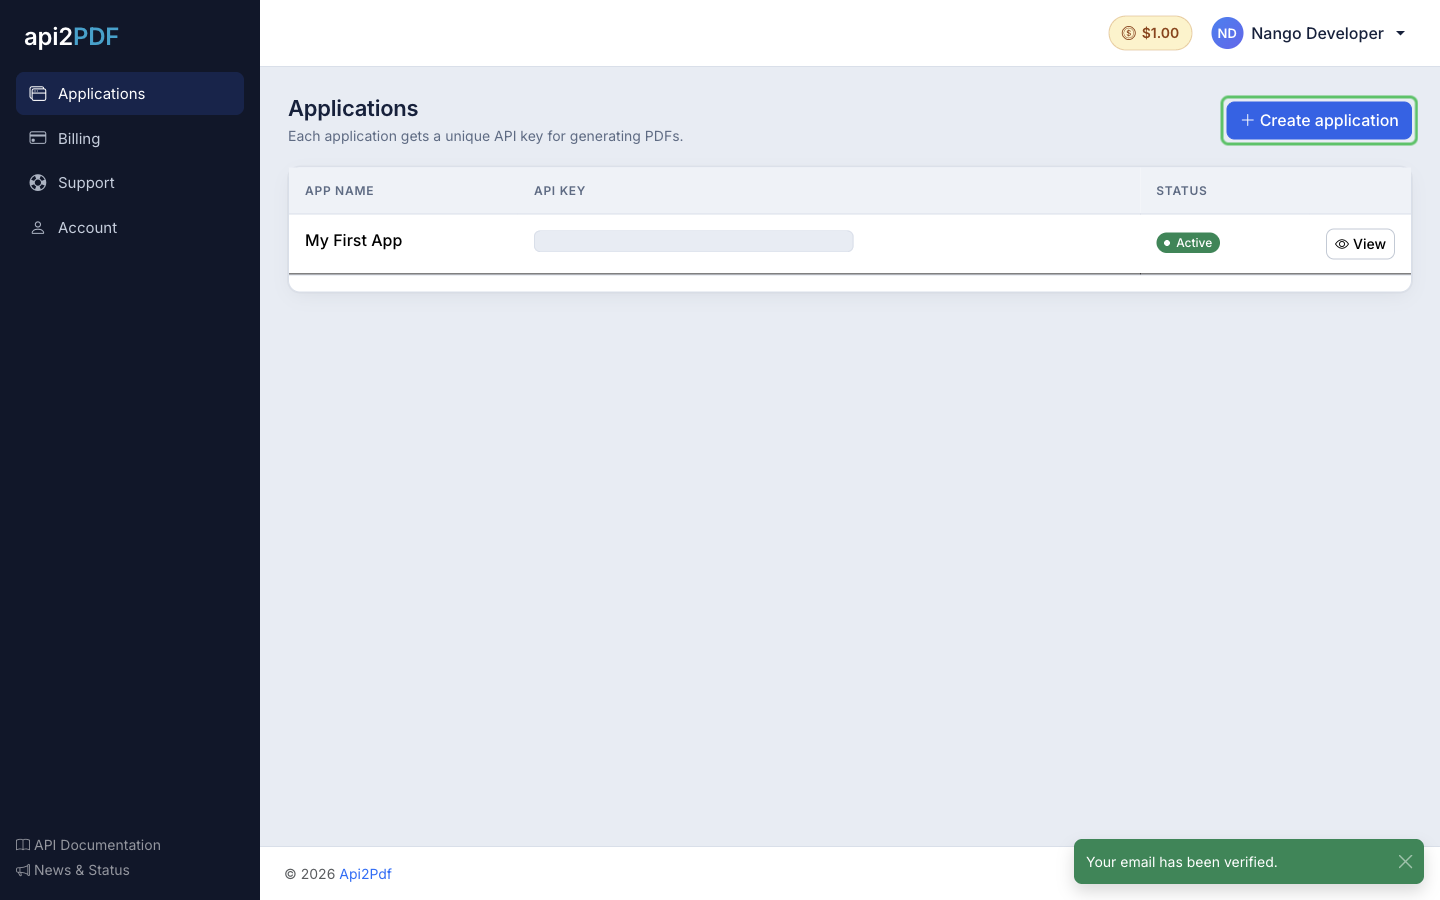 api2PDF
Applications
Billing
Support
Account
API Documentation
News & Status
$1.00
ND
Nango Developer
Applications
Each application gets a unique API key for generating PDFs.
Create application
APP NAME
API KEY
STATUS
My First App
Active
View
© 2026 Api2Pdf
Your email has been verified.